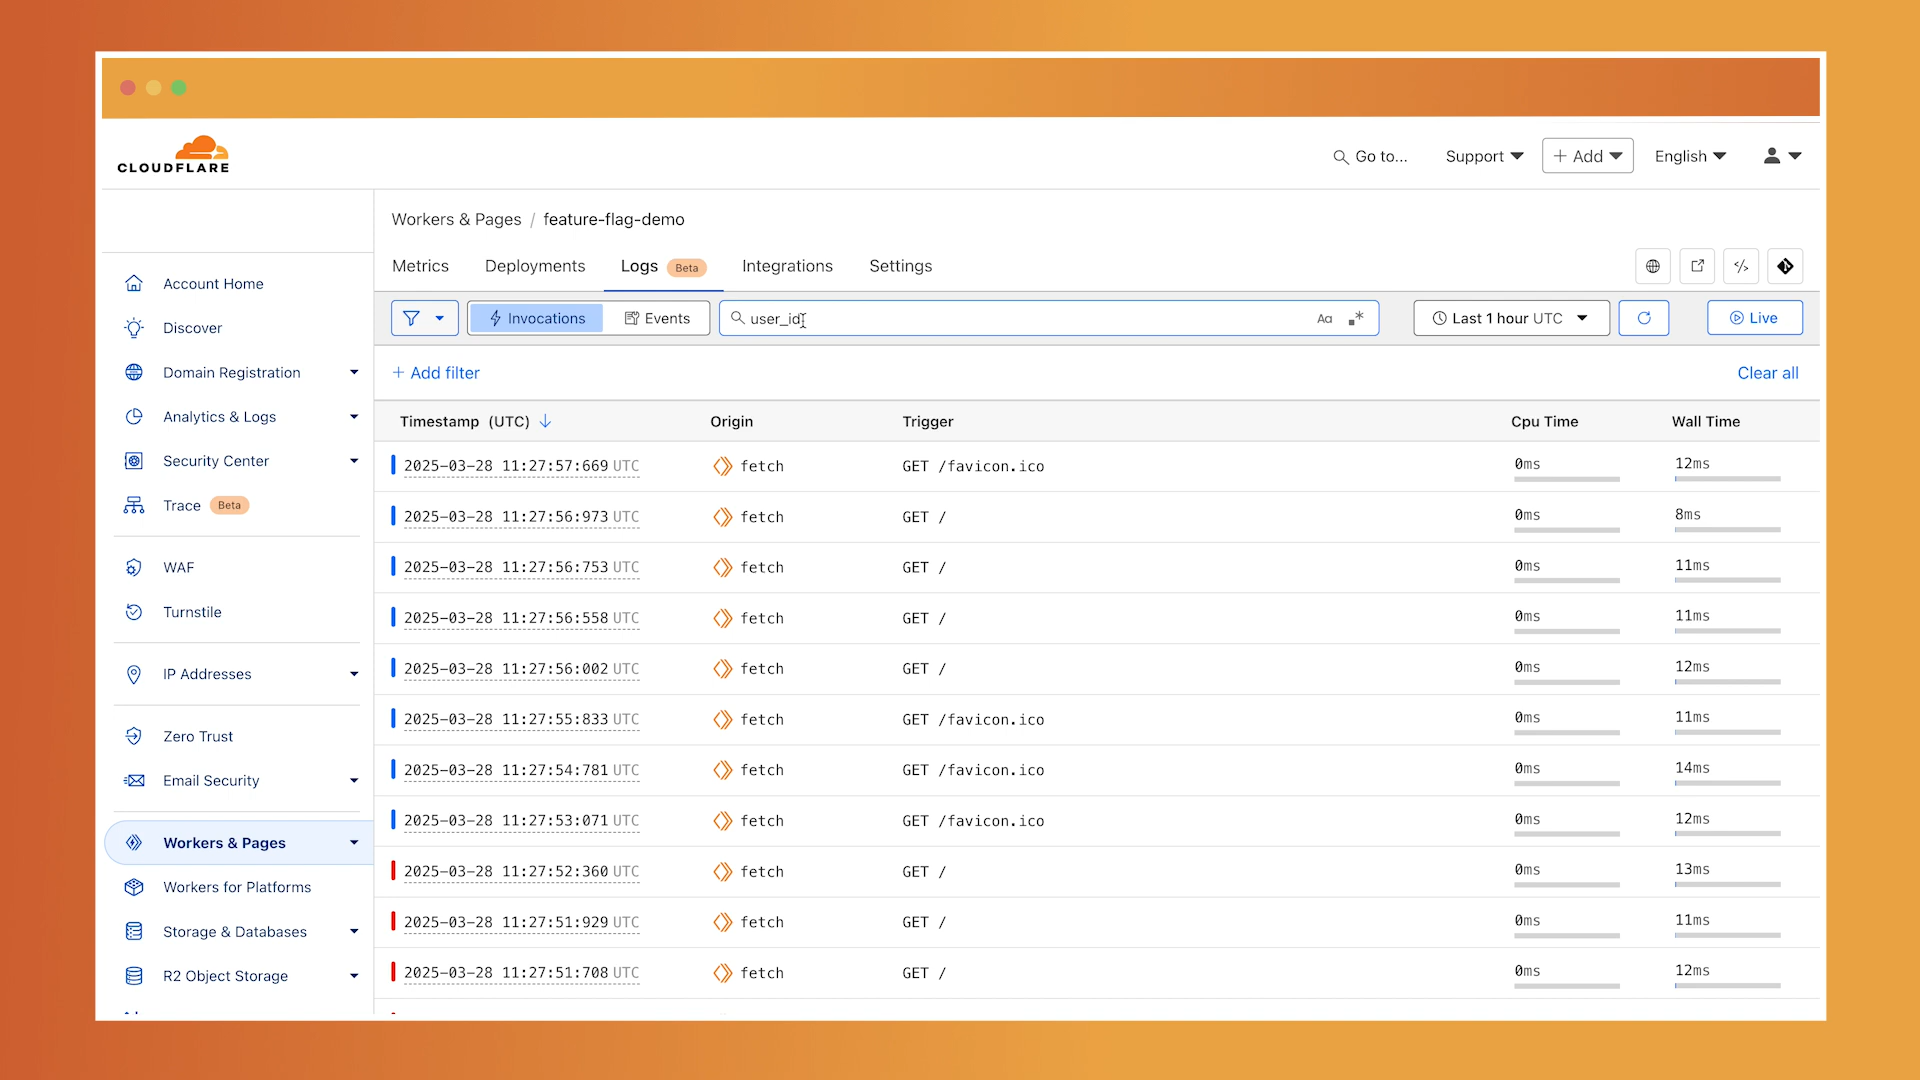 CLOUDFLARE
Go to...
Support
+ Add
English
Workers & Pages / feature-flag-demo
Metrics
Deployments
Logs Beta
Integrations
Settings
Invocations
Events
user_id
Aa
.*
Last 1 hour UTC
Live
+ Add filter
Clear all
Account Home
Discover
Domain Registration
Analytics & Logs
Security Center
Trace Beta
WAF
Turnstile
IP Addresses
Zero Trust
Email Security
Workers & Pages
Workers for Platforms
Storage & Databases
R2 Object Storage
Timestamp (UTC) Origin Trigger Cpu Time Wall Time
2025-03-28 11:27:57:669 UTC fetch GET /favicon.ico 0ms 12ms
2025-03-28 11:27:56:973 UTC fetch GET / 0ms 8ms
2025-03-28 11:27:56:753 UTC fetch GET / 0ms 11ms
2025-03-28 11:27:56:558 UTC fetch GET / 0ms 11ms
2025-03-28 11:27:56:002 UTC fetch GET / 0ms 12ms
2025-03-28 11:27:55:833 UTC fetch GET /favicon.ico 0ms 11ms
2025-03-28 11:27:54:781 UTC fetch GET /favicon.ico 0ms 14ms
2025-03-28 11:27:53:071 UTC fetch GET /favicon.ico 0ms 12ms
2025-03-28 11:27:52:360 UTC fetch GET / 0ms 13ms
2025-03-28 11:27:51:929 UTC fetch GET / 0ms 11ms
2025-03-28 11:27:51:708 UTC fetch GET / 0ms 12ms